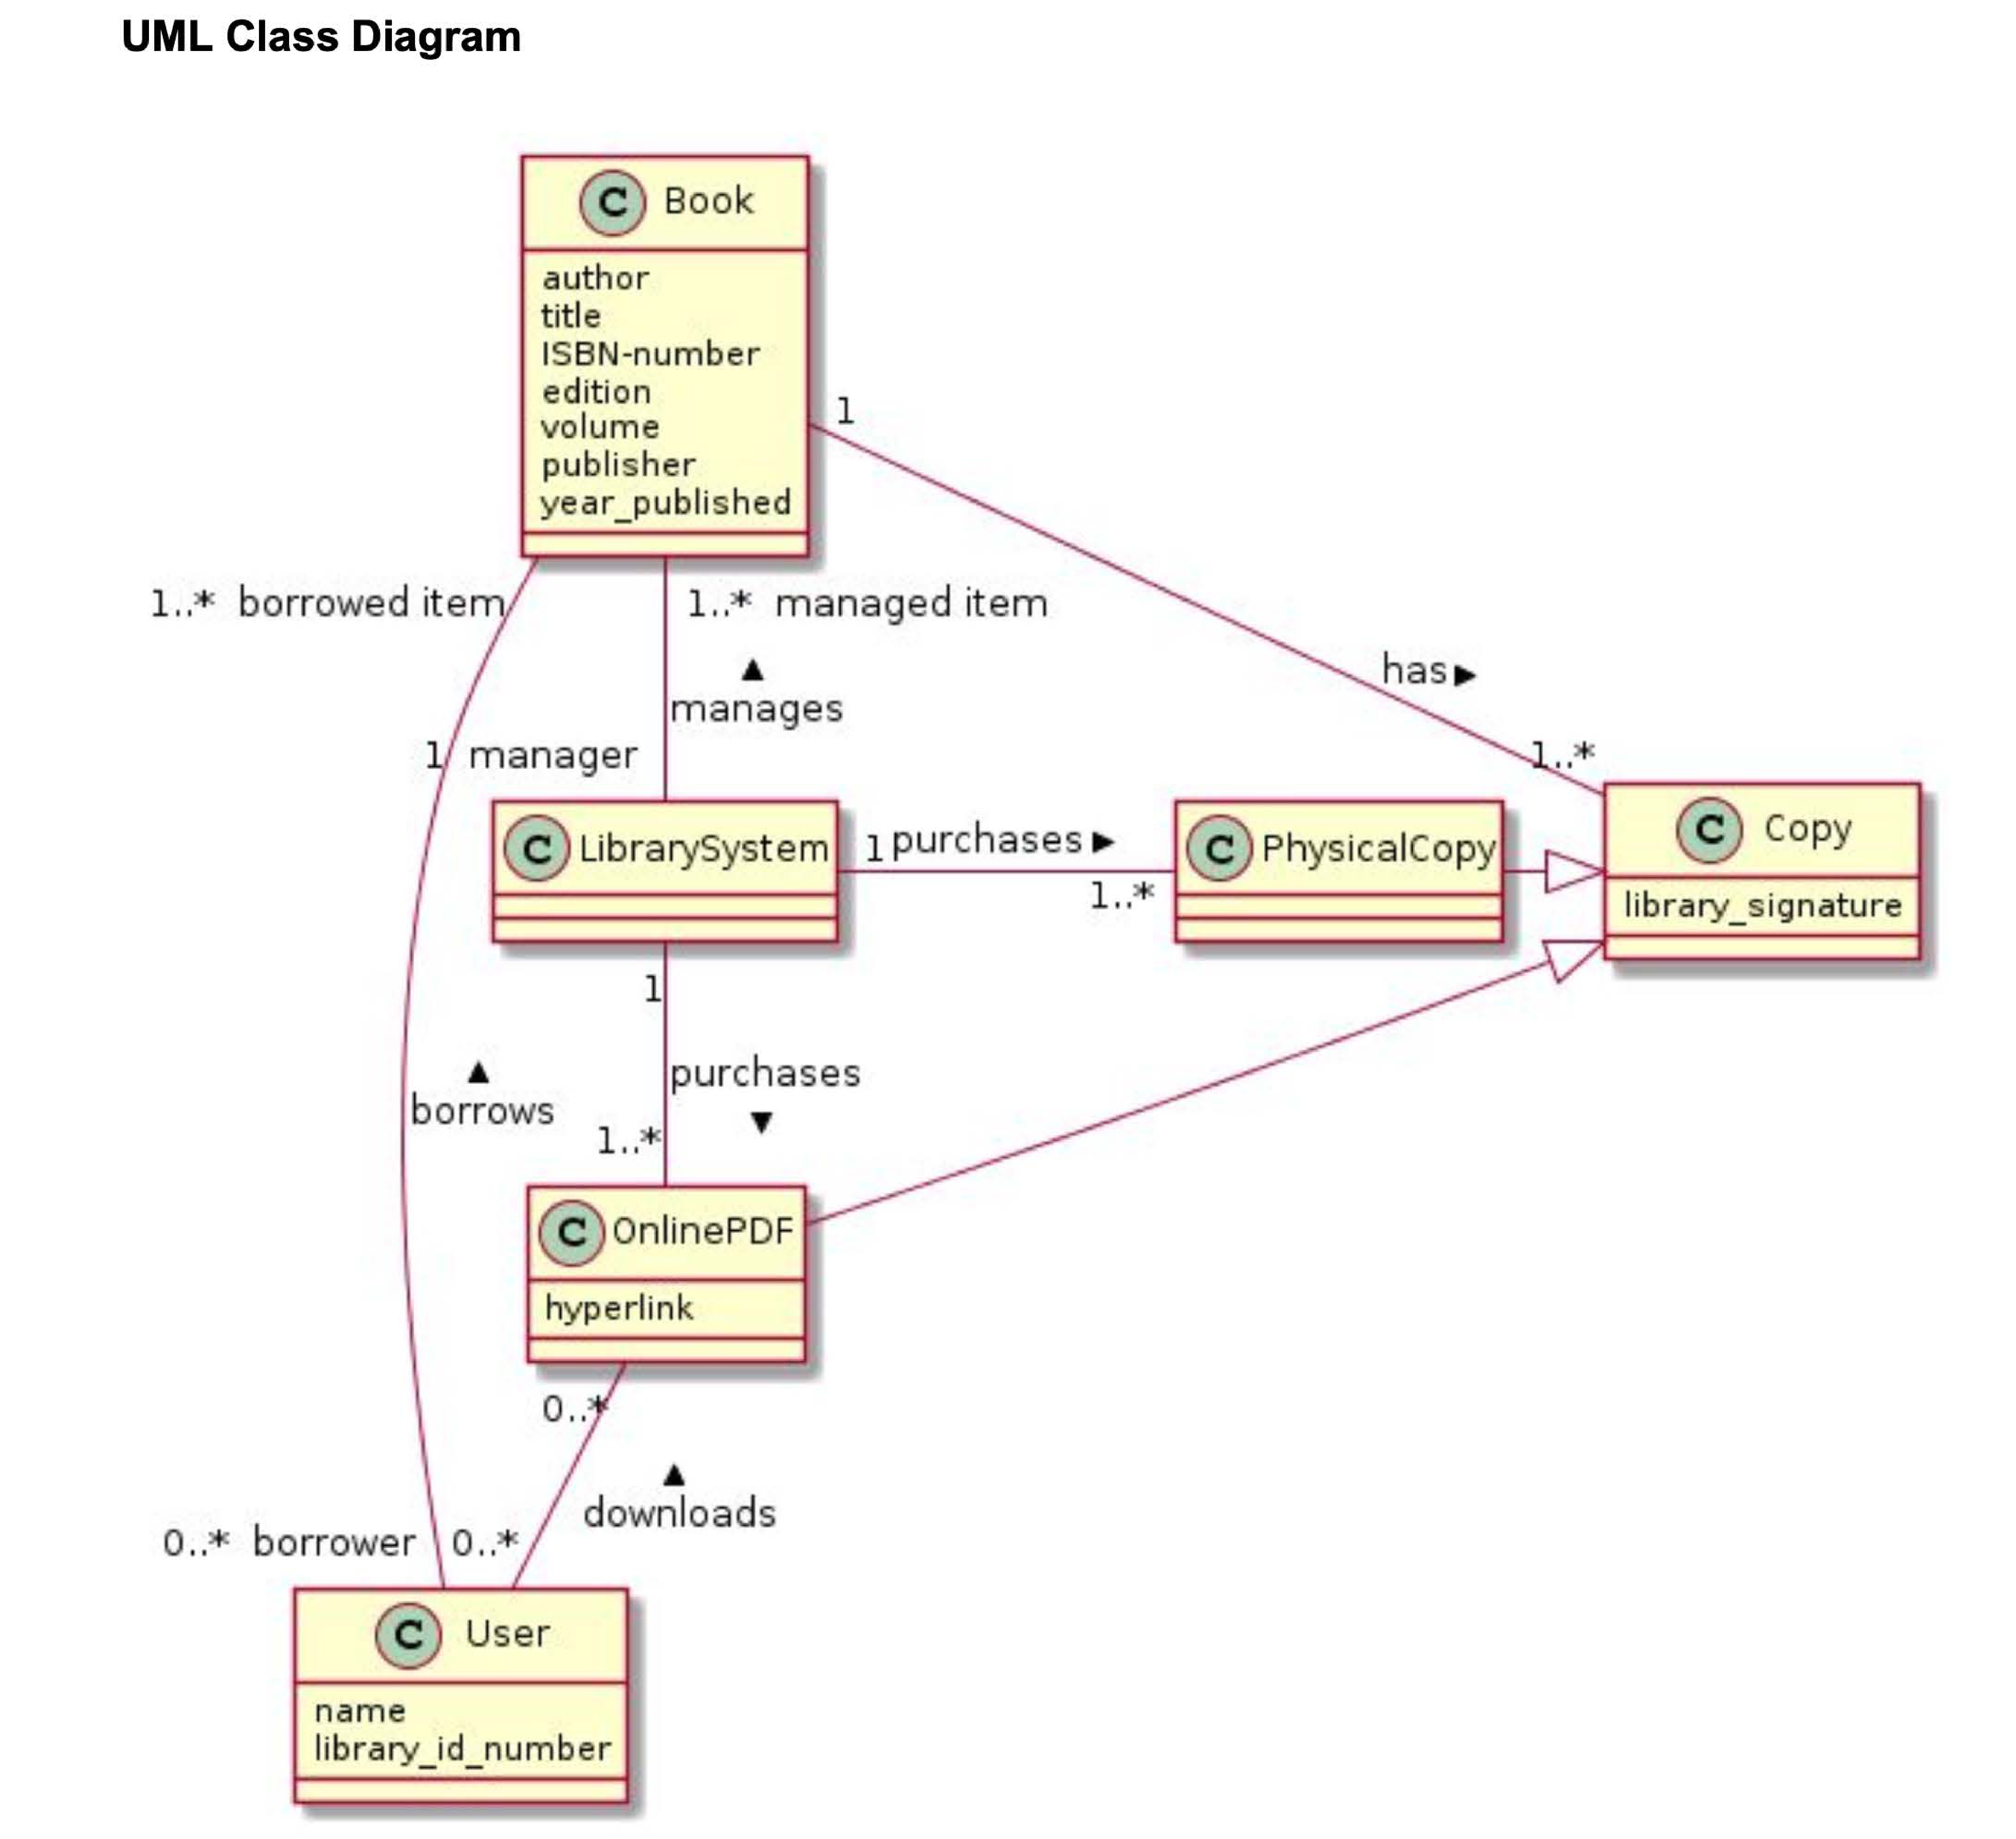 UML Class Diagram
C Book
author
title
ISBN-number
edition
volume
publisher
year_published
1
1..* borrowed item
1..* managed item
has ▶
▲
manages
1 manager
1..*
C LibrarySystem
1 purchases ▶
1..*
C PhysicalCopy
C Copy
library_signature
1
purchases
▼
1..*
▲
borrows
C OnlinePDF
hyperlink
0..*
▲
downloads
0..* borrower
0..*
C User
name
library_id_number